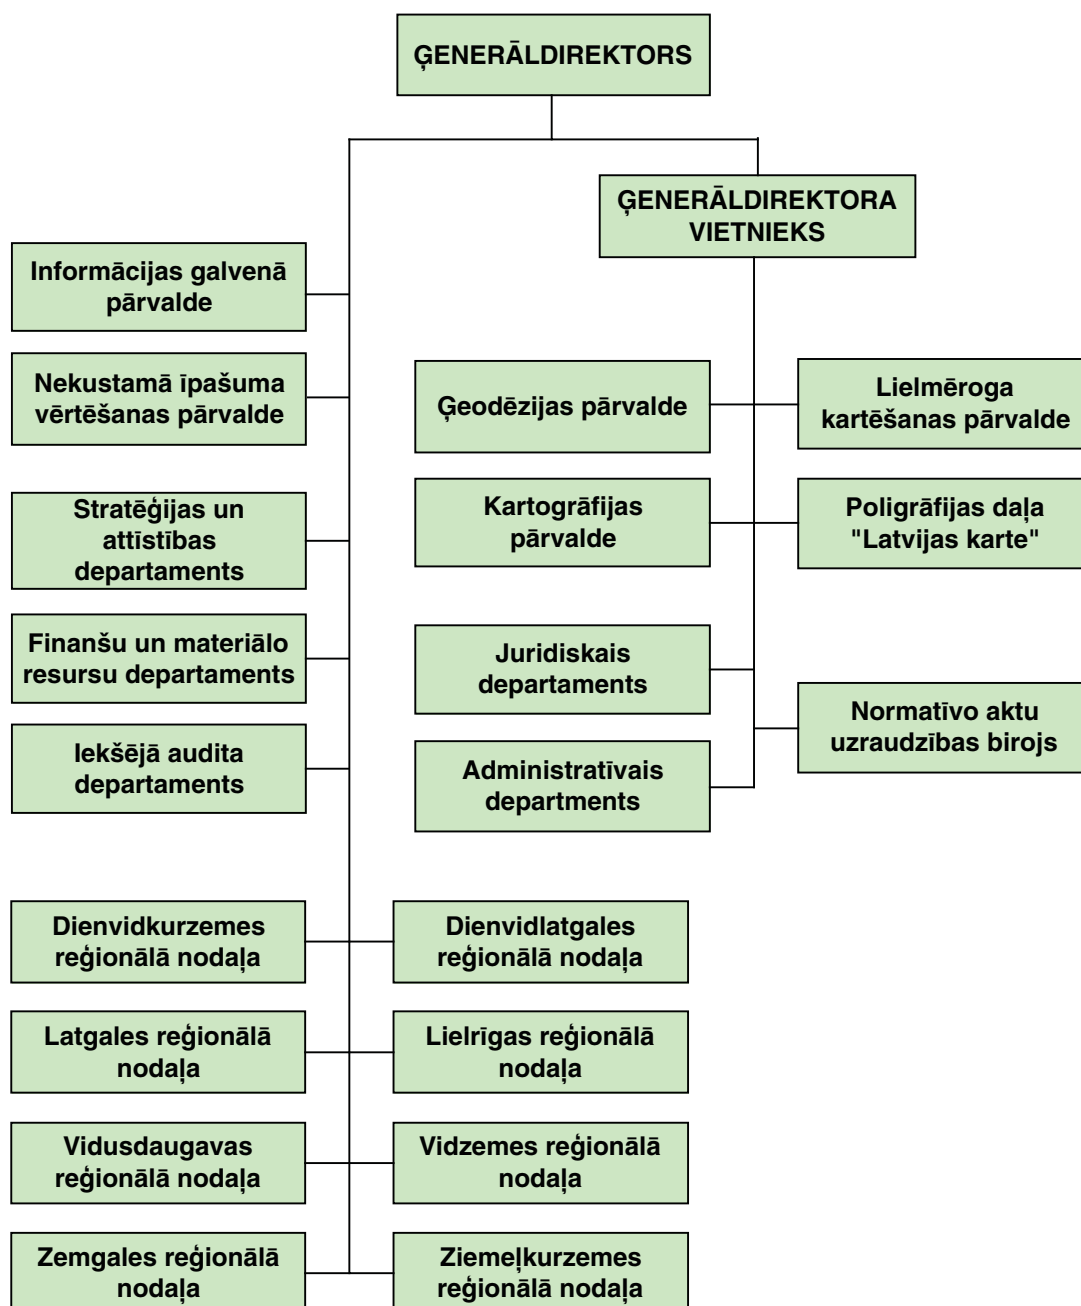 ĢENERĀLDIREKTORS
ĢENERĀLDIREKTORA
VIETNIEKS
Informācijas galvenā
pārvalde
Nekustamā īpašuma
vērtēšanas pārvalde
Stratēģijas un
attīstības
departaments
Finanšu un materiālo
resursu departaments
Iekšējā audita
departaments
Ģeodēzijas pārvalde
Lielmēroga
kartēšanas pārvalde
Kartogrāfijas
pārvalde
Poligrāfijas daļa
"Latvijas karte"
Juridiskais
departaments
Normatīvo aktu
uzraudzības birojs
Administratīvais
departments
Dienvidkurzemes
reģionālā nodaļa
Dienvidlatgales
reģionālā nodaļa
Latgales reģionālā
nodaļa
Lielrīgas reģionālā
nodaļa
Vidusdaugavas
reģionālā nodaļa
Vidzemes reģionālā
nodaļa
Zemgales reģionālā
nodaļa
Ziemeļkurzemes
reģionālā nodaļa